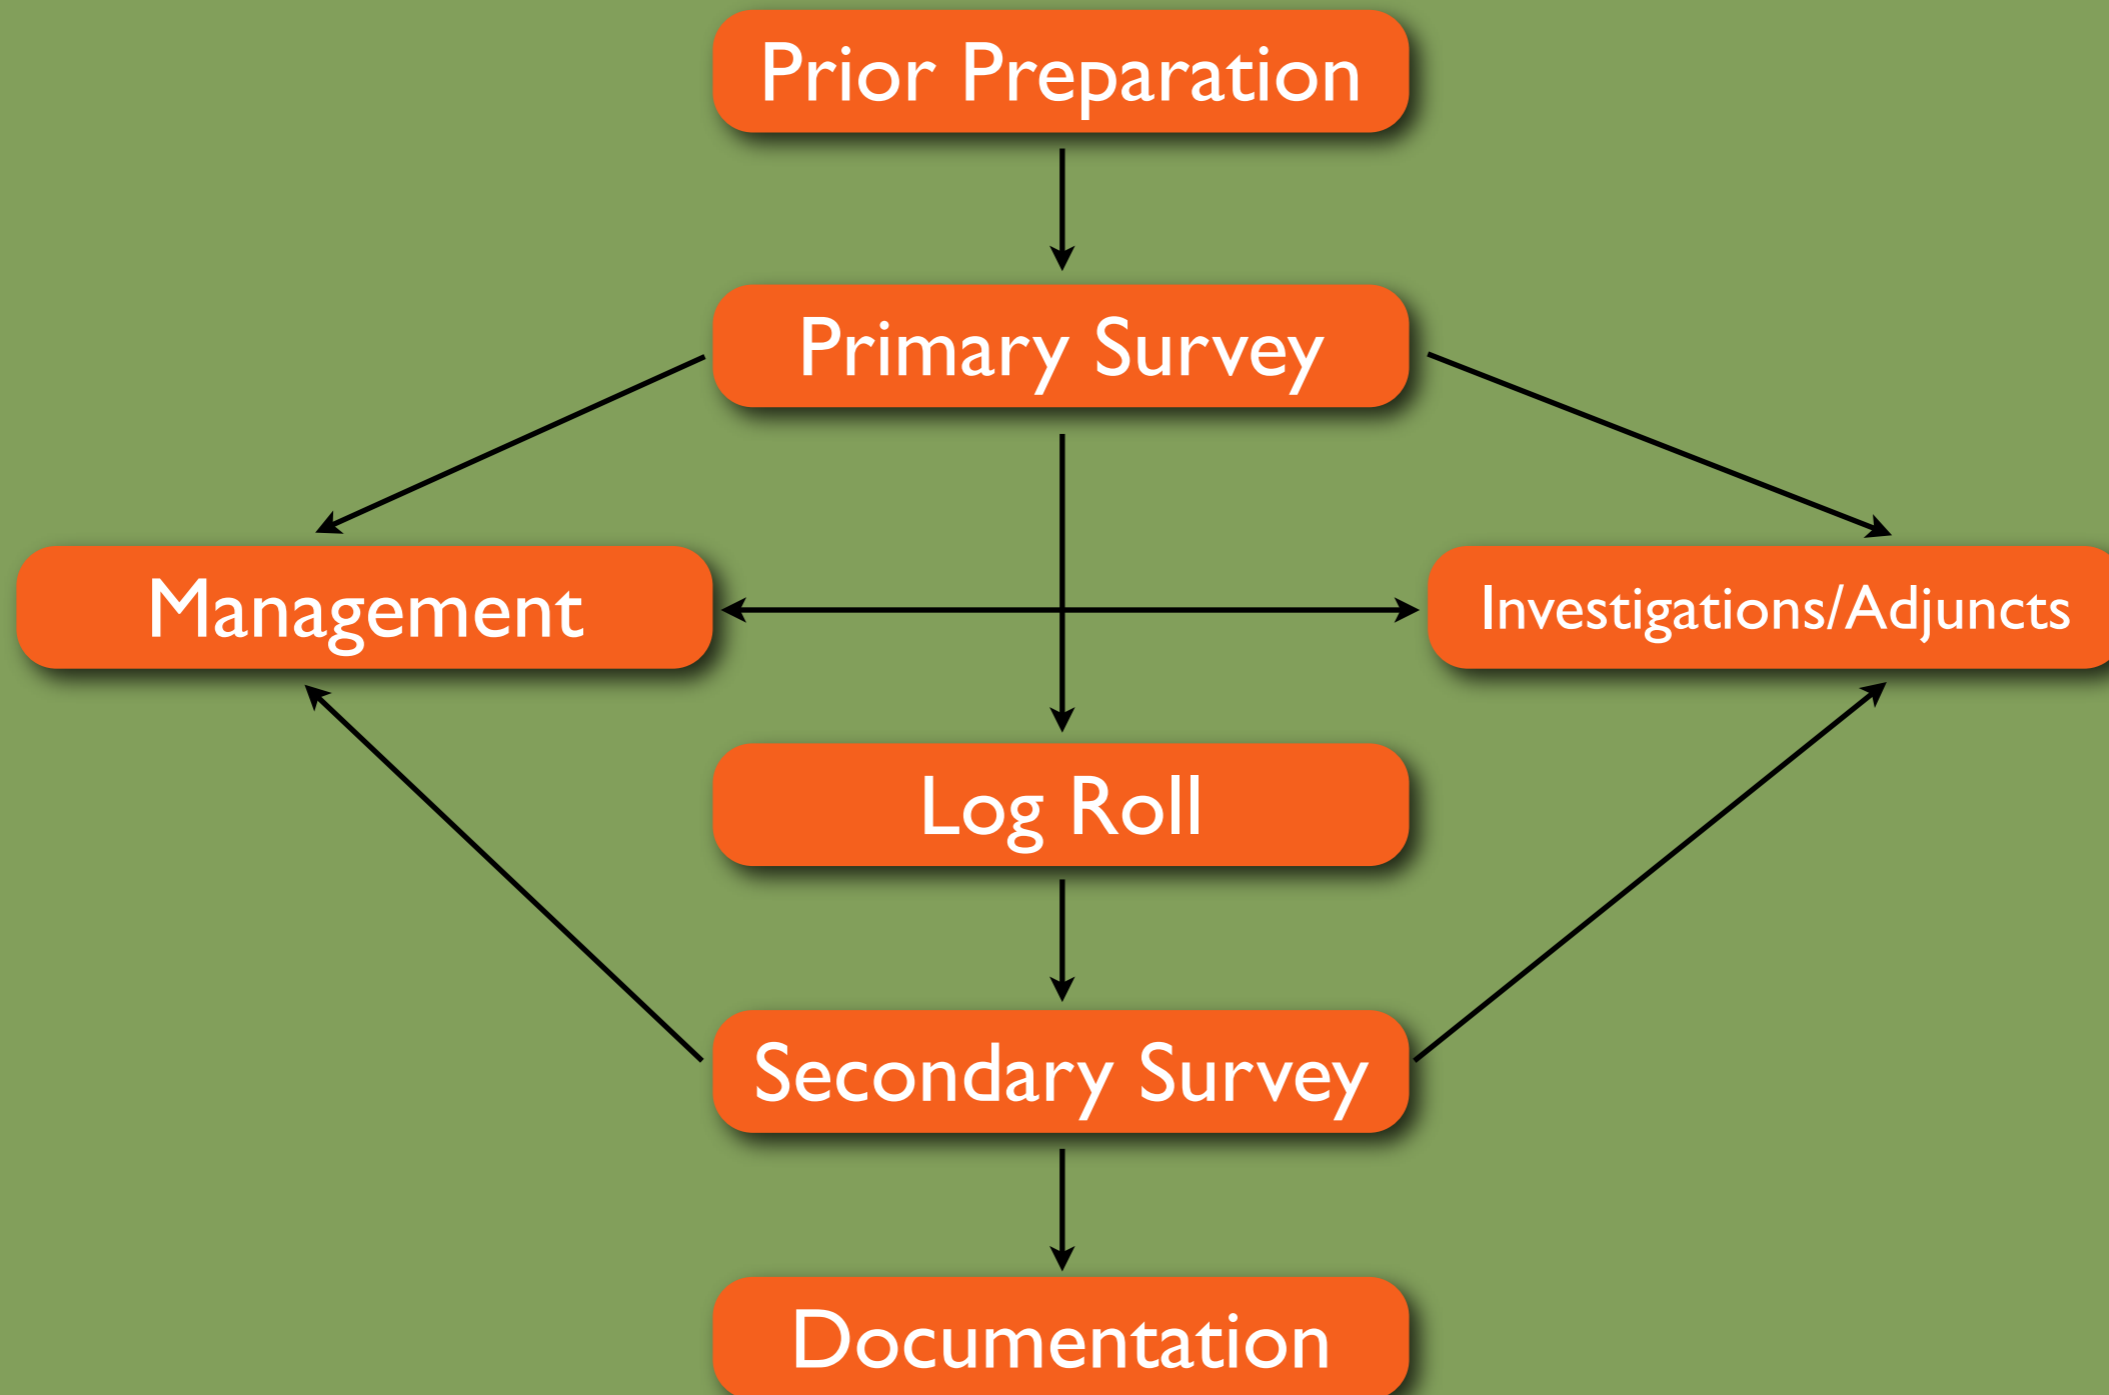 Prior Preparation
Primary Survey
Management
Investigations/Adjuncts
Log Roll
Secondary Survey
Documentation